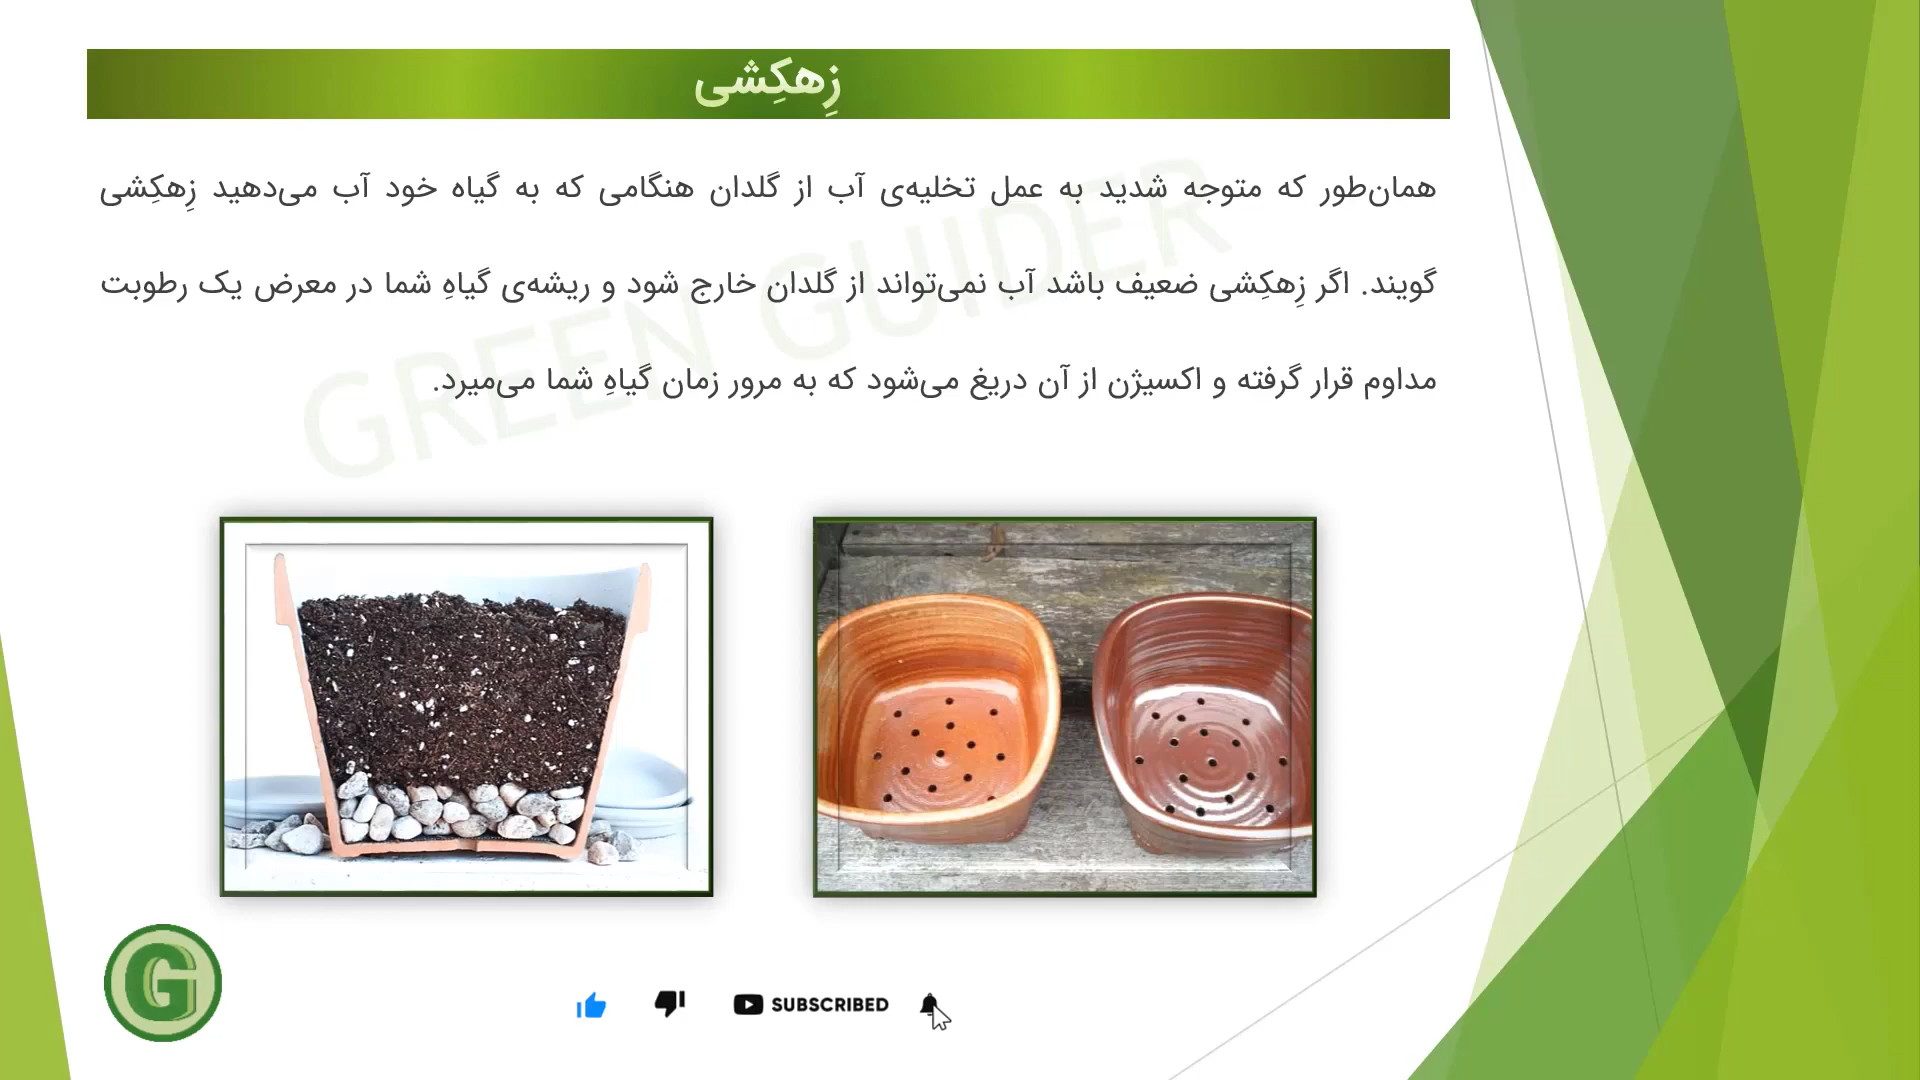 زِهکِشی
همان‌طور که متوجه شدید به عمل تخلیه‌ی آب از گلدان هنگامی که به گیاه خود آب می‌دهید زِهکِشی
گویند. اگر زِهکِشی ضعیف باشد آب نمی‌تواند از گلدان خارج شود و ریشه‌ی گیاهِ شما در معرض یک رطوبت
مداوم قرار گرفته و اکسیژن از آن دریغ می‌شود که به مرور زمان گیاهِ شما می‌میرد.
GREEN GUIDER
G
SUBSCRIBED